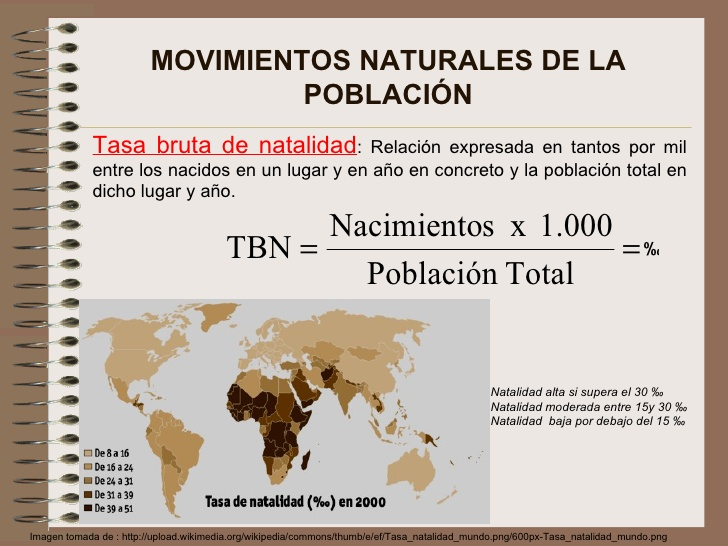 MOVIMIENTOS NATURALES DE LA
POBLACIÓN
Tasa bruta de natalidad: Relación expresada en tantos por mil
entre los nacidos en un lugar y en año en concreto y la población total en
dicho lugar y año.
TBN = Nacimientos x 1.000 / Población Total = ‰
Natalidad alta si supera el 30 ‰
Natalidad moderada entre 15y 30 ‰
Natalidad baja por debajo del 15 ‰
De 8 a 16
De 16 a 24
De 24 a 31
De 31 a 39
De 39 a 51
Tasa de natalidad (‰) en 2000
Imagen tomada de : http://upload.wikimedia.org/wikipedia/commons/thumb/e/ef/Tasa_natalidad_mundo.png/600px-Tasa_natalidad_mundo.png